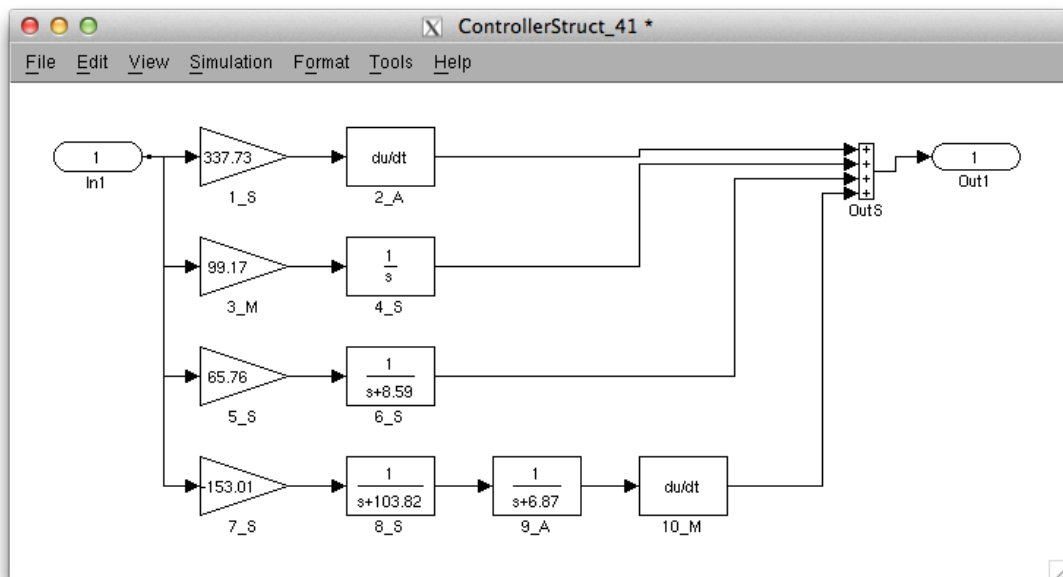 ControllerStruct_41 *
File Edit View Simulation Format Tools Help
1
In1
337.73
1_S
du/dt
2_A
+
+
+
+
OutS
1
Out1
99.17
3_M
1
s
4_S
65.76
5_S
1
s+8.59
6_S
-153.01
7_S
1
s+103.82
8_S
1
s+6.87
9_A
du/dt
10_M